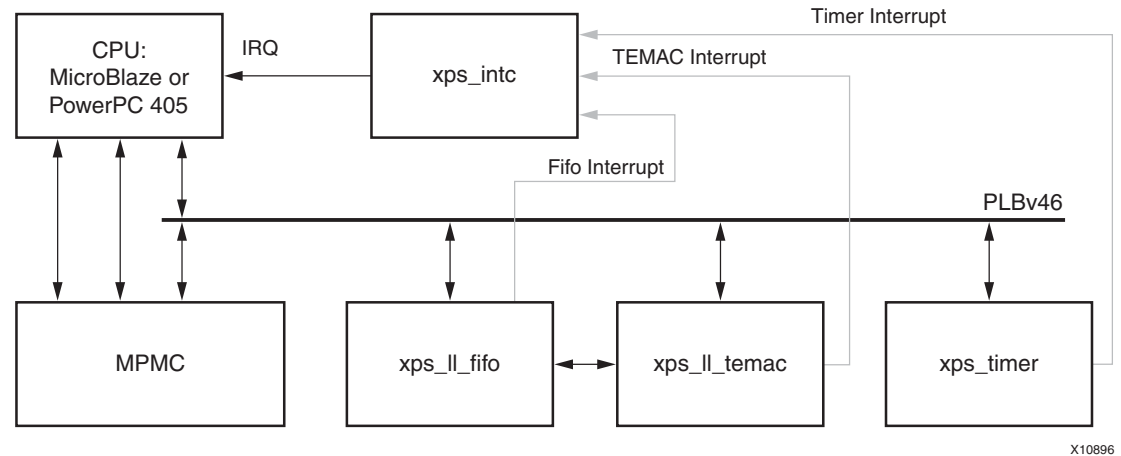 Timer Interrupt
CPU:
MicroBlaze or
PowerPC 405
IRQ
xps_intc
TEMAC Interrupt
Fifo Interrupt
PLBv46
MPMC
xps_ll_fifo
xps_ll_temac
xps_timer
X10896